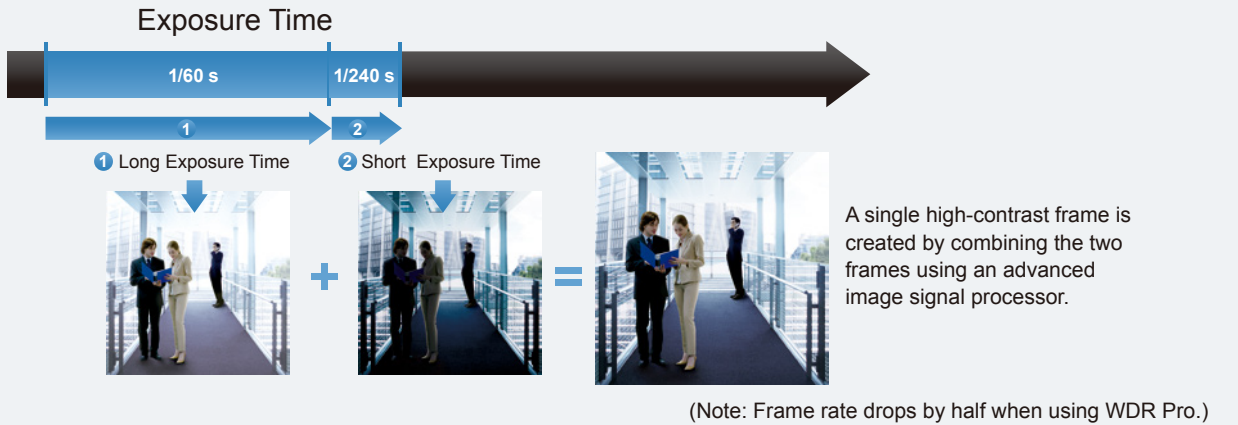 Exposure Time
1/60 s 1/240 s
1 2
1 Long Exposure Time 2 Short Exposure Time
A single high-contrast frame is
created by combining the two
frames using an advanced
image signal processor.
(Note: Frame rate drops by half when using WDR Pro.)